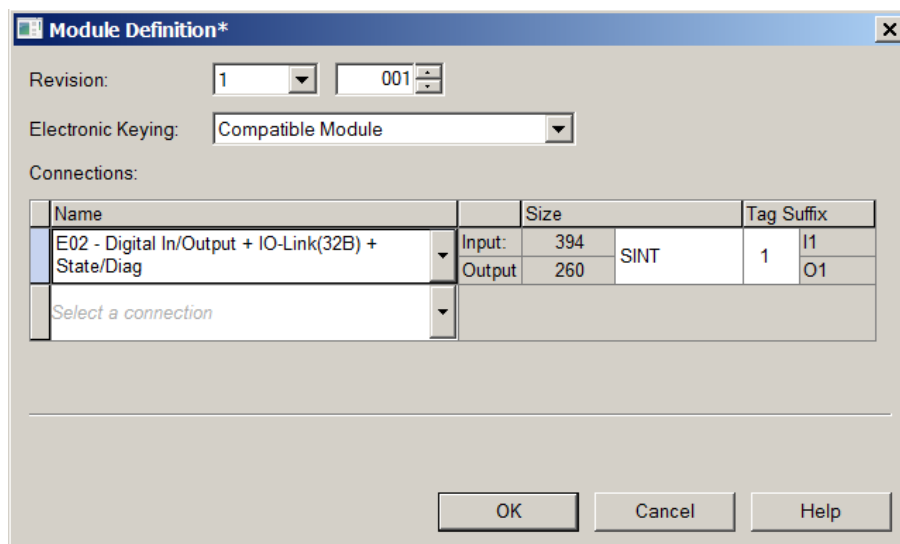 Module Definition*
Revision: 1 001
Electronic Keying: Compatible Module
Connections:
Name Size Tag Suffix
E02 - Digital In/Output + IO-Link(32B) +
State/Diag
Input: 394 SINT 1 I1
Output 260 O1
Select a connection
OK Cancel Help